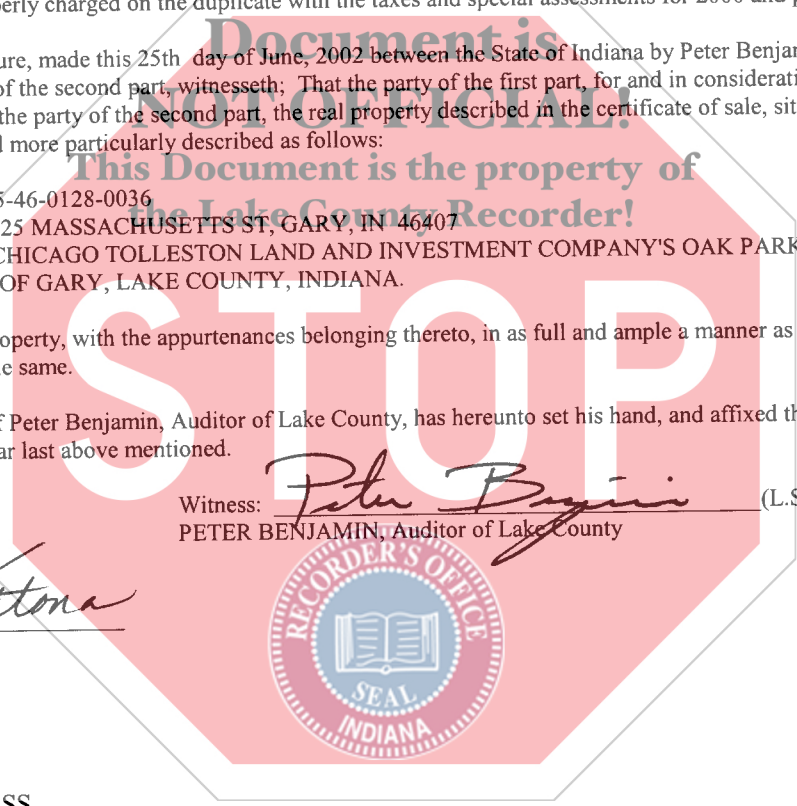 erly charged on the duplicate with the taxes and special assessments for 2000 and p
Document is
ure, made this 25th day of June, 2002 between the State of Indiana by Peter Benjam
of the second part, witnesseth; That the party of the first part, for and in considerati
NOT OFFICIAL!
the party of the second part, the real property described in the certificate of sale, sit
d more particularly described as follows:
This Document is the property of
5-46-0128-0036
the Lake County Recorder!
25 MASSACHUSETTS ST, GARY, IN 46407
CHICAGO TOLLESTON LAND AND INVESTMENT COMPANY'S OAK PARK
OF GARY, LAKE COUNTY, INDIANA.
STOP
operty, with the appurtenances belonging thereto, in as full and ample a manner as
e same.
f Peter Benjamin, Auditor of Lake County, has hereunto set his hand, and affixed th
ar last above mentioned.
Witness: Peter Benjamin (L.S
PETER BENJAMIN, Auditor of Lake County
RECORDER'S OFFICE
tona
SEAL
INDIANA
SS